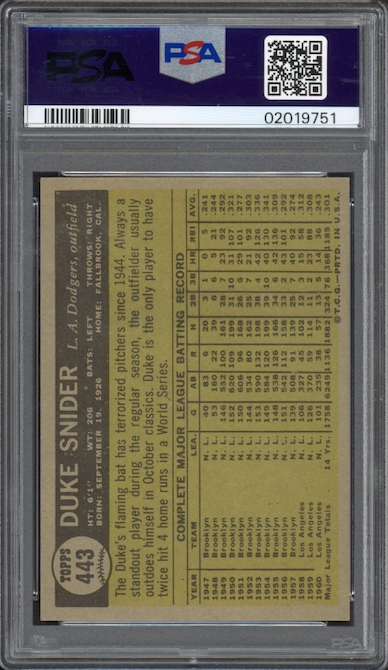 PSA PSA
02019751
TOPPS
443
DUKE SNIDER L. A. Dodgers, outfield
HT: 6'1" WT: 206 BATS: LEFT THROWS: RIGHT
BORN: SEPTEMBER 19, 1926 HOME: FALLBROOK, CAL.
The Duke's flaming bat has terrorized pitchers since 1944. Always a
standout player during the regular season, the outfielder usually
outdoes himself in October classics. Duke is the only player to have
twice hit 4 home runs in a World Series.
COMPLETE MAJOR LEAGUE BATTING RECORD
YEAR TEAM LEA. G AB R H 2B 3B HR RBI AVG.
1947 Brooklyn N. L. 40 83 6 20 3 1 0 5 .241
1948 Brooklyn N. L. 53 160 22 39 6 6 5 21 .244
1949 Brooklyn N. L. 146 552 100 161 28 7 23 92 .292
1950 Brooklyn N. L. 152 620 109 199 31 10 31 107 .321
1951 Brooklyn N. L. 150 606 96 168 26 6 29 101 .277
1952 Brooklyn N. L. 144 534 80 162 25 7 21 92 .303
1953 Brooklyn N. L. 153 590 132 198 38 4 42 126 .336
1954 Brooklyn N. L. 149 584 120 199 39 10 40 130 .341
1955 Brooklyn N. L. 148 538 126 166 34 6 42 136 .309
1956 Brooklyn N. L. 151 542 112 158 33 2 43 101 .292
1957 Brooklyn N. L. 139 508 91 139 25 7 40 92 .274
1958 Los Angeles N. L. 106 327 45 102 12 3 15 58 .312
1959 Los Angeles N. L. 126 370 59 114 11 2 23 88 .308
1960 Los Angeles N. L. 101 235 38 57 13 5 14 36 .243
Major League Totals 14 Yrs. 1758 6249 1136 1882 324 76 368 1185 .301
© T.C.G.—PRTD. IN U.S.A.